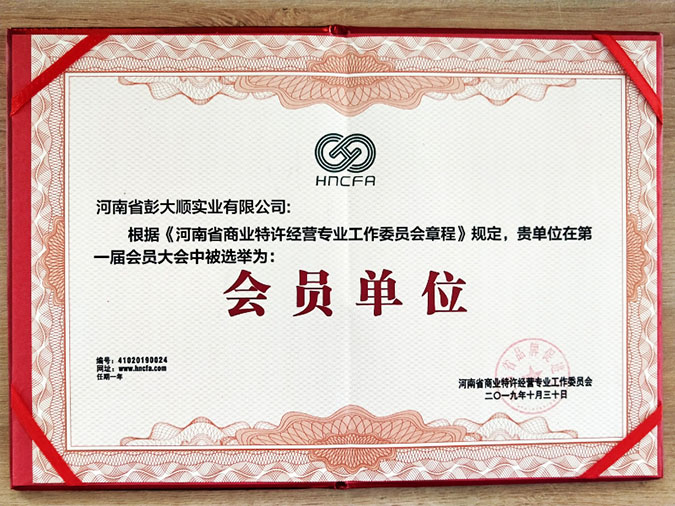 HNCFA
河南省彭大顺实业有限公司：
根据《河南省商业特许经营专业工作委员会章程》规定，贵单位在第
一届会员大会中被选举为：
会员单位
编号：41020190024
网址：www.hncfa.com
任期一年
河南省商业特许经营专业工作委员会
二〇一九年十月三十日